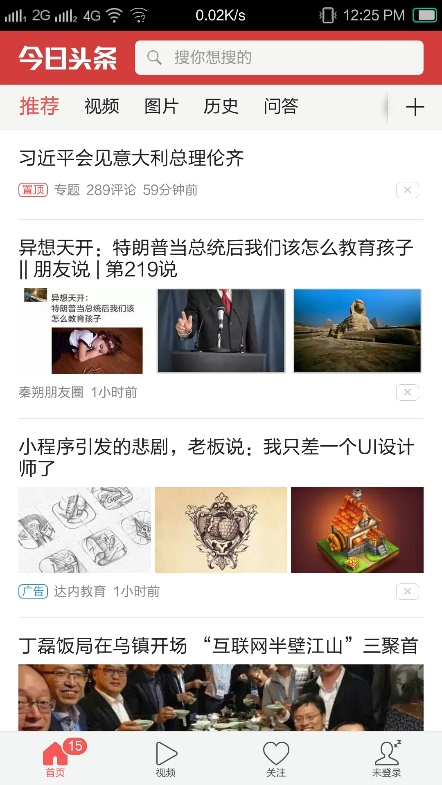 2G 4G 0.02K/s 12:25 PM
今日头条 搜你想搜的
推荐 视频 图片 历史 问答 +
习近平会见意大利总理伦齐
置顶 专题 289评论 59分钟前
异想天开：特朗普当总统后我们该怎么教育孩子
|| 朋友说 | 第219说
异想天开：
特朗普当总统后我们该
怎么教育孩子
秦朔朋友圈 1小时前
小程序引发的悲剧，老板说：我只差一个UI设计
师了
广告 达内教育 1小时前
丁磊饭局在乌镇开场 “互联网半壁江山”三聚首
15
首页 视频 关注 未登录